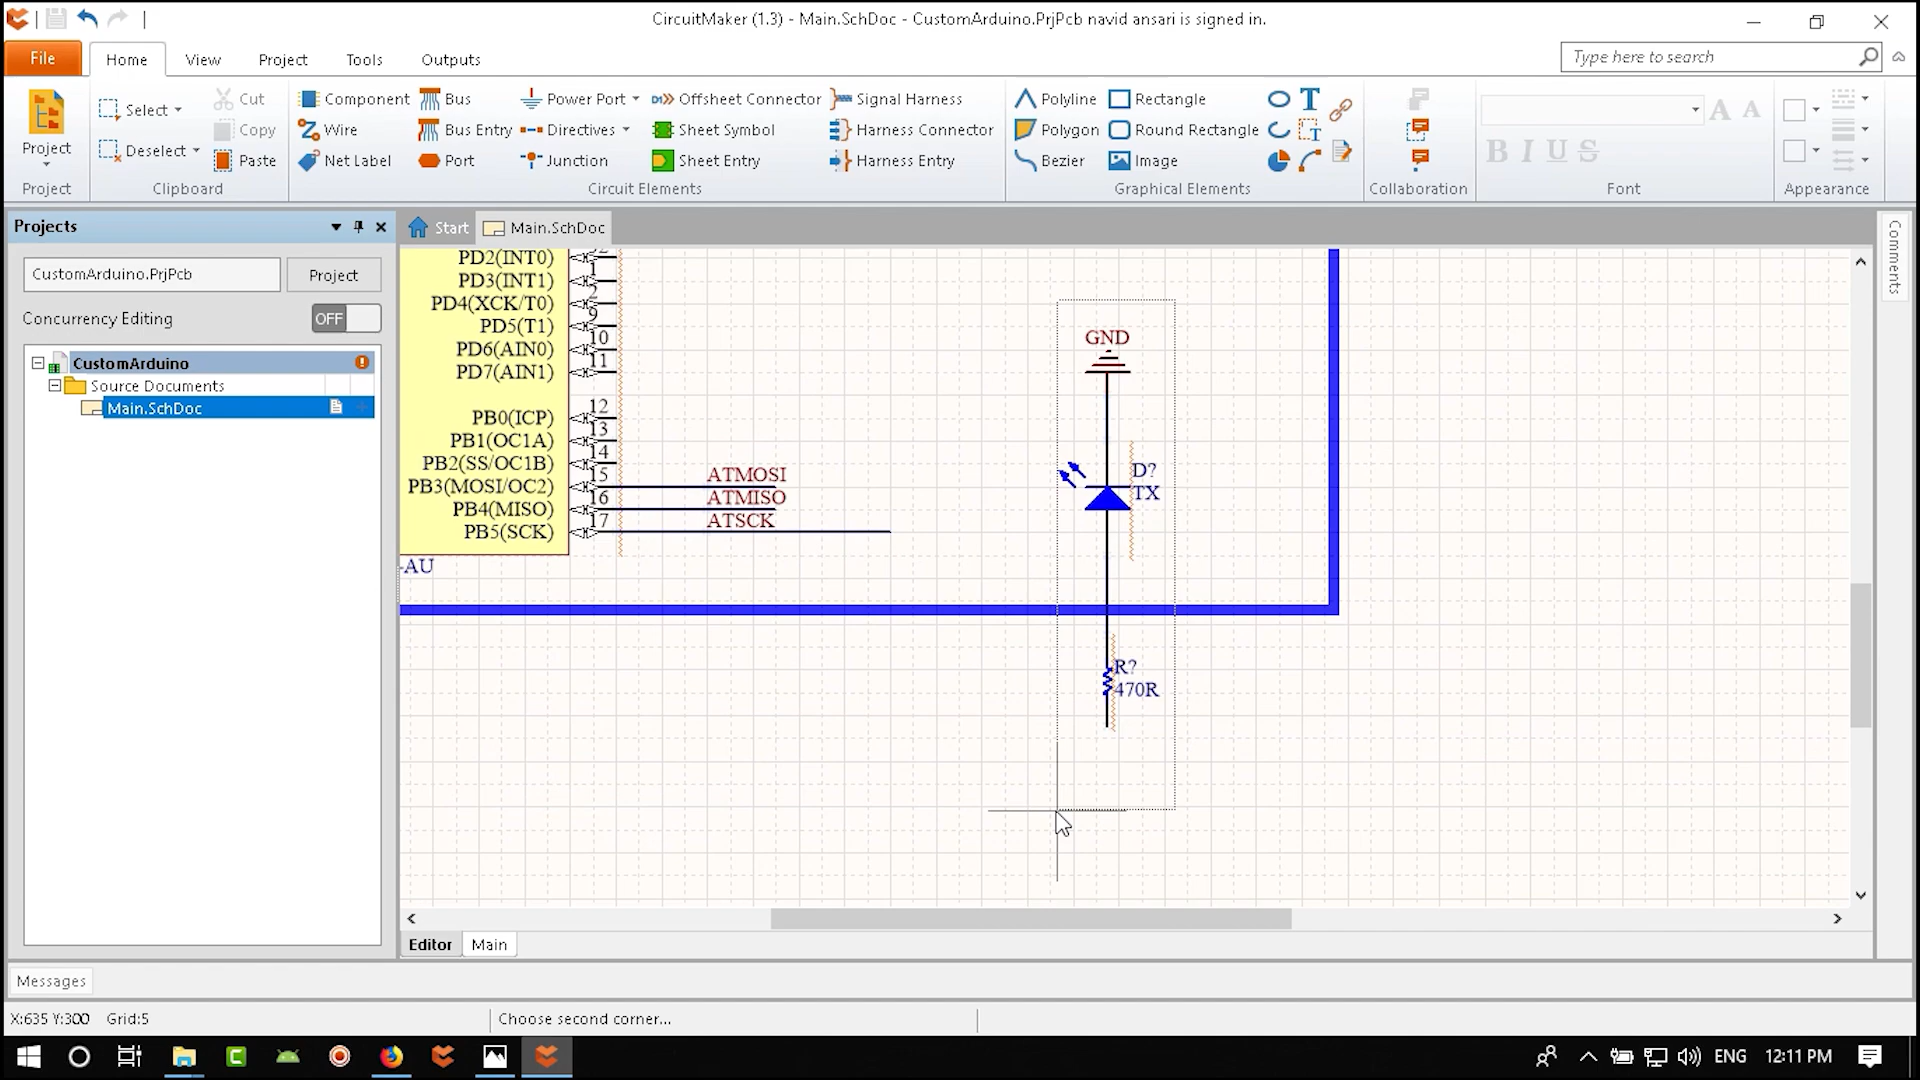 CircuitMaker (1.3) - Main.SchDoc - CustomArduino.PrjPcb navid ansari is signed in.
File
Home
View
Project
Tools
Outputs
Type here to search
Project
Project
Select
Deselect
Cut
Copy
Paste
Clipboard
Component
Wire
Net Label
Bus
Bus Entry
Port
Power Port
Directives
Junction
Offsheet Connector
Sheet Symbol
Sheet Entry
Signal Harness
Harness Connector
Harness Entry
Circuit Elements
Polyline
Polygon
Bezier
Rectangle
Round Rectangle
Image
Graphical Elements
Collaboration
Font
Appearance
Projects
CustomArduino.PrjPcb
Project
Concurrency Editing
OFF
CustomArduino
Source Documents
Main.SchDoc
Start
Main.SchDoc
Comments
PD2(INT0)
PD3(INT1) 1
PD4(XCK/T0) 2
PD5(T1) 9
PD6(AIN0) 10
PD7(AIN1) 11
PB0(ICP) 12
PB1(OC1A) 13
PB2(SS/OC1B) 14
PB3(MOSI/OC2) 15 ATMOSI
PB4(MISO) 16 ATMISO
PB5(SCK) 17 ATSCK
-AU
GND
D?
TX
R?
470R
Editor
Main
Messages
X:635 Y:300 Grid:5
Choose second corner...
ENG
12:11 PM